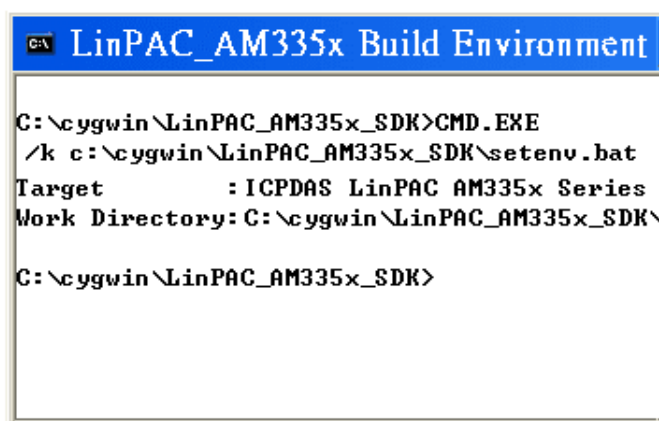 LinPAC_AM335x Build Environment
C:\cygwin\LinPAC_AM335x_SDK>CMD.EXE
/k c:\cygwin\LinPAC_AM335x_SDK\setenv.bat
Target :ICPDAS LinPAC AM335x Series
Work Directory:C:\cygwin\LinPAC_AM335x_SDK\
C:\cygwin\LinPAC_AM335x_SDK>